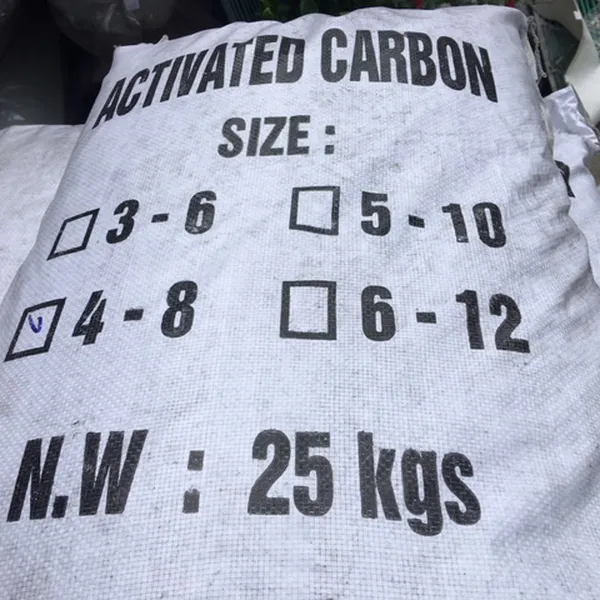 ACTIVATED CARBON
SIZE :
3 - 6 5 - 10
4 - 8 6 - 12
N.W : 25 kgs